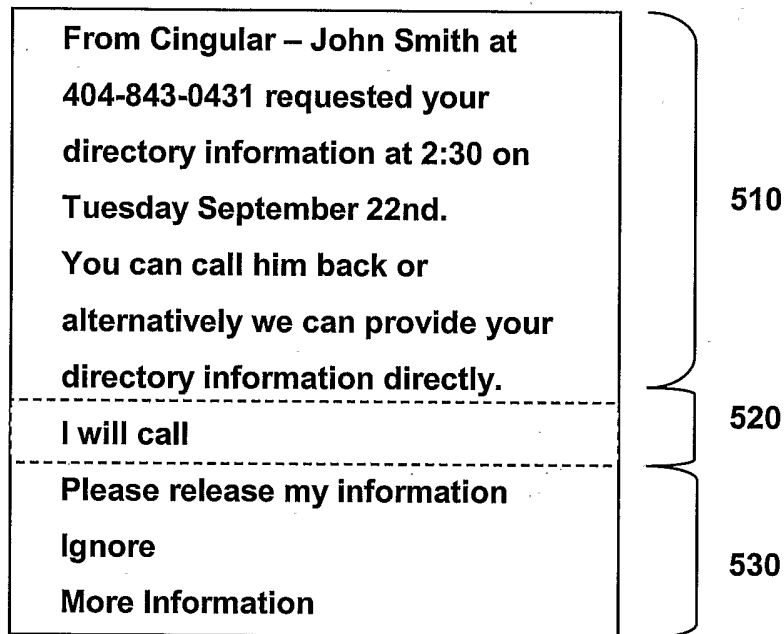 From Cingular – John Smith at
404-843-0431 requested your
directory information at 2:30 on
Tuesday September 22nd.
You can call him back or
alternatively we can provide your
directory information directly.
510
I will call
520
Please release my information
Ignore
530
More Information